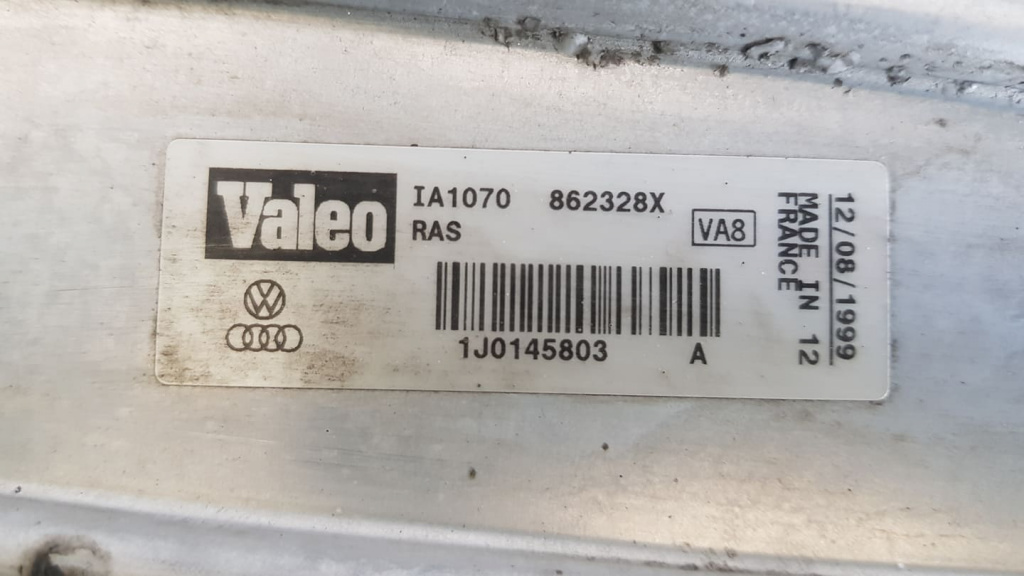 Valeo
IA1070 862328X
RAS
VA8
1J0145803 A
12/08/1999
MADE IN 12
FRANCE